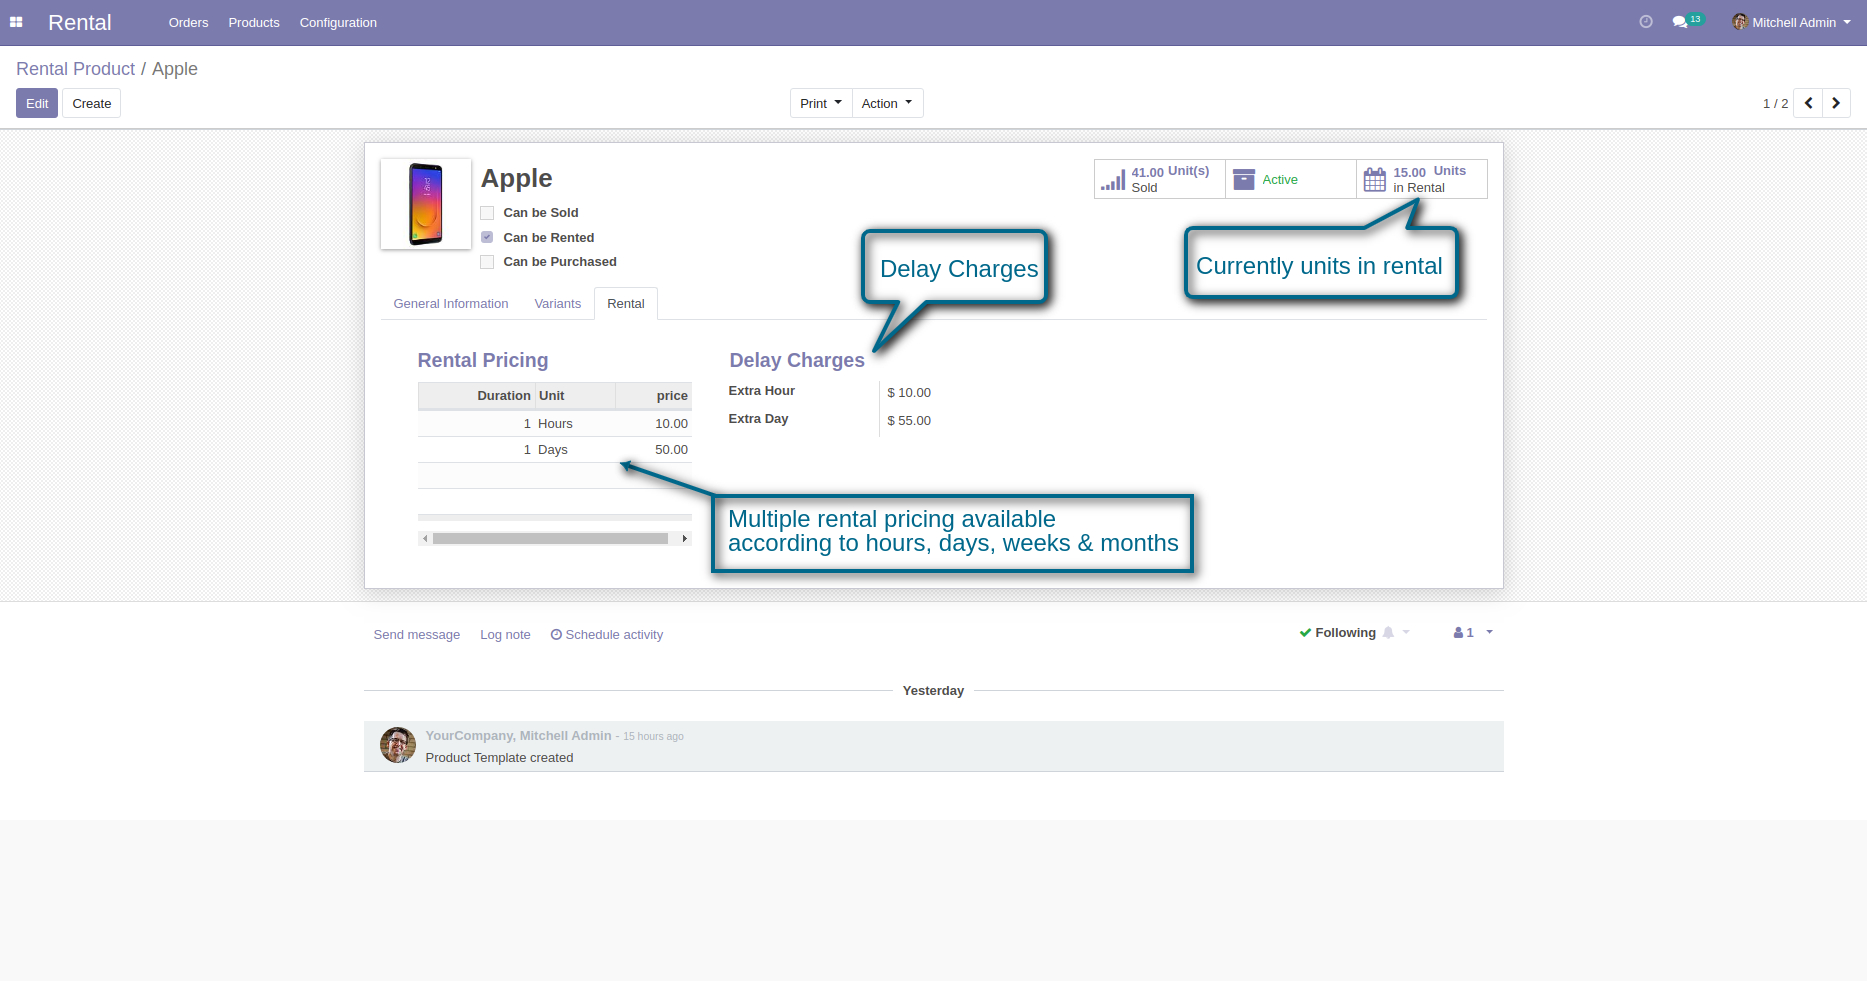 Rental
Orders Products Configuration
13
Mitchell Admin
Rental Product / Apple
Edit Create
Print Action
1 / 2
Apple
Can be Sold
Can be Rented
Can be Purchased
41.00 Unit(s)
Sold
Active
15.00 Units
in Rental
Delay Charges
Currently units in rental
General Information Variants Rental
Rental Pricing
Duration Unit price
1 Hours 10.00
1 Days 50.00
Delay Charges
Extra Hour $ 10.00
Extra Day $ 55.00
Multiple rental pricing available
according to hours, days, weeks & months
Send message Log note Schedule activity
Following 1
Yesterday
YourCompany, Mitchell Admin - 15 hours ago
Product Template created